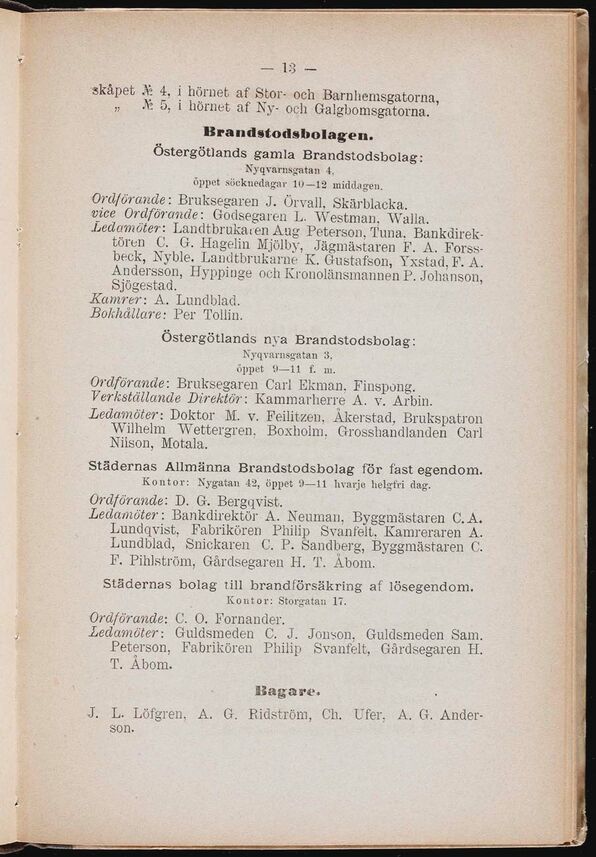 — 13 —
skåpet № 4, i hörnet af Stor- och Barnhemsgatorna,
„ № 5, i hörnet af Ny- och Galgbomsgatorna.
Brandstodsbolagen.
Östergötlands gamla Brandstodsbolag:
Nyqvarnsgatan 4,
öppet söcknedagar 10—12 middagen.
Ordförande: Bruksegaren J. Örvall, Skärblacka.
vice Ordförande: Godsegaren L. Westman, Walla.
Ledamöter: Landtbrukaren Aug Peterson, Tuna. Bankdirek-
tören C. G. Hagelin Mjölby, Jägmästaren F. A. Forss-
beck, Nyble. Landtbrukarne K. Gustafson, Yxstad, F. A.
Andersson, Hyppinge och Kronolänsmannen P. Johanson,
Sjögestad.
Kamrer: A. Lundblad.
Bokhållare: Per Tollin.
Östergötlands nya Brandstodsbolag:
Nyqvarnsgatan 3,
öppet 9—11 f. m.
Ordförande: Bruksegaren Carl Ekman, Finspong.
Verkställande Direktör: Kammarherre A. v. Arbin.
Ledamöter: Doktor M. v. Feilitzen, Åkerstad, Brukspatron
Wilhelm Wettergren, Boxholm, Grosshandlanden Carl
Nilson, Motala.
Städernas Allmänna Brandstodsbolag för fast egendom.
Kontor: Nygatan 42, öppet 9—11 hvarje helgfri dag.
Ordförande: D. G. Bergqvist.
Ledamöter: Bankdirektör A. Neuman, Byggmästaren C. A.
Lundqvist, Fabrikören Philip Svanfelt, Kamreraren A.
Lundblad, Snickaren C. P. Sandberg, Byggmästaren C.
F. Pihlström, Gårdsegaren H. T. Åbom.
Städernas bolag till brandförsäkring af lösegendom.
Kontor: Storgatan 17.
Ordförande: C. O. Fornander.
Ledamöter: Guldsmeden C. J. Jonson, Guldsmeden Sam.
Peterson, Fabrikören Philip Svanfelt, Gårdsegaren H.
T. Åbom.
Bagare.
J. L. Löfgren, A. G. Ridström, Ch. Ufer, A. G. Ander-
son.